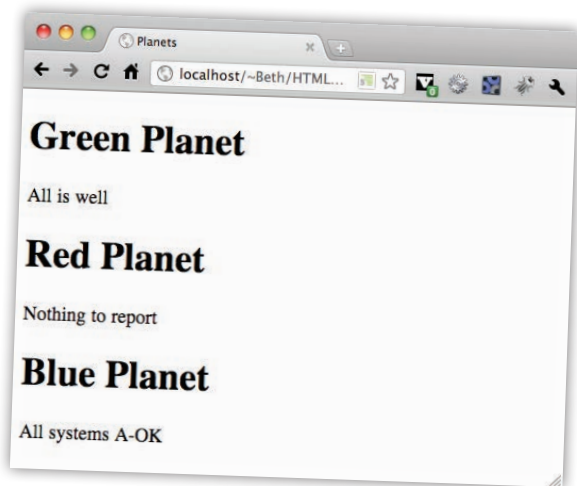 Planets
localhost/~Beth/HTML...
Green Planet
All is well
Red Planet
Nothing to report
Blue Planet
All systems A-OK